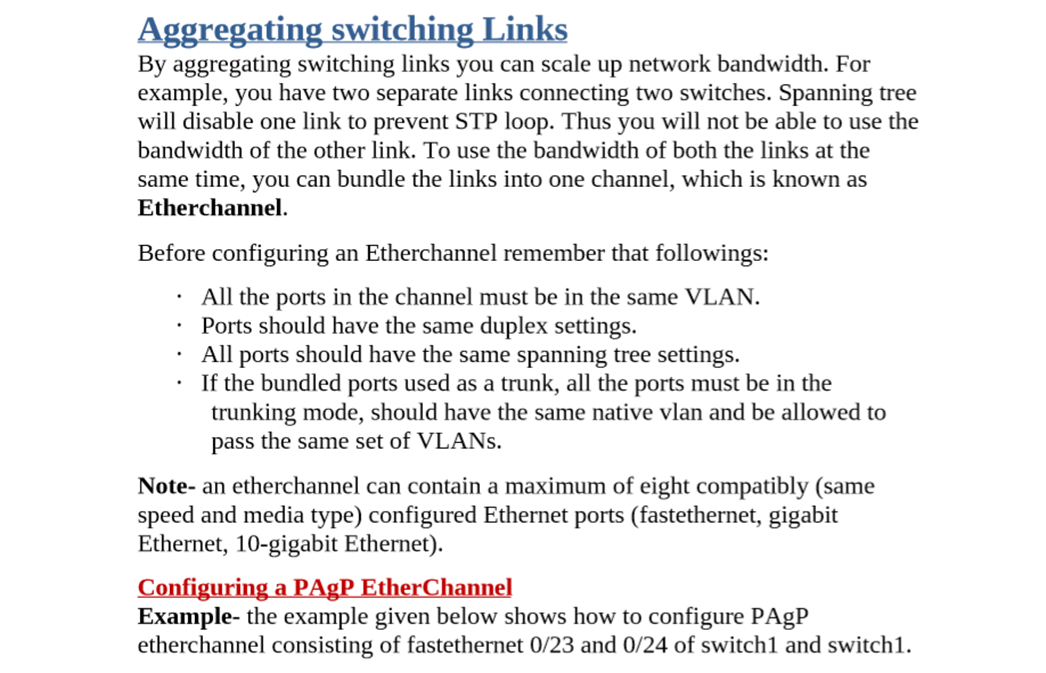 Aggregating switching Links
By aggregating switching links you can scale up network bandwidth. For
example, you have two separate links connecting two switches. Spanning tree
will disable one link to prevent STP loop. Thus you will not be able to use the
bandwidth of the other link. To use the bandwidth of both the links at the
same time, you can bundle the links into one channel, which is known as
Etherchannel.
Before configuring an Etherchannel remember that followings:
· All the ports in the channel must be in the same VLAN.
· Ports should have the same duplex settings.
· All ports should have the same spanning tree settings.
· If the bundled ports used as a trunk, all the ports must be in the
trunking mode, should have the same native vlan and be allowed to
pass the same set of VLANs.
Note- an etherchannel can contain a maximum of eight compatibly (same
speed and media type) configured Ethernet ports (fastethernet, gigabit
Ethernet, 10-gigabit Ethernet).
Configuring a PAgP EtherChannel
Example- the example given below shows how to configure PAgP
etherchannel consisting of fastethernet 0/23 and 0/24 of switch1 and switch1.